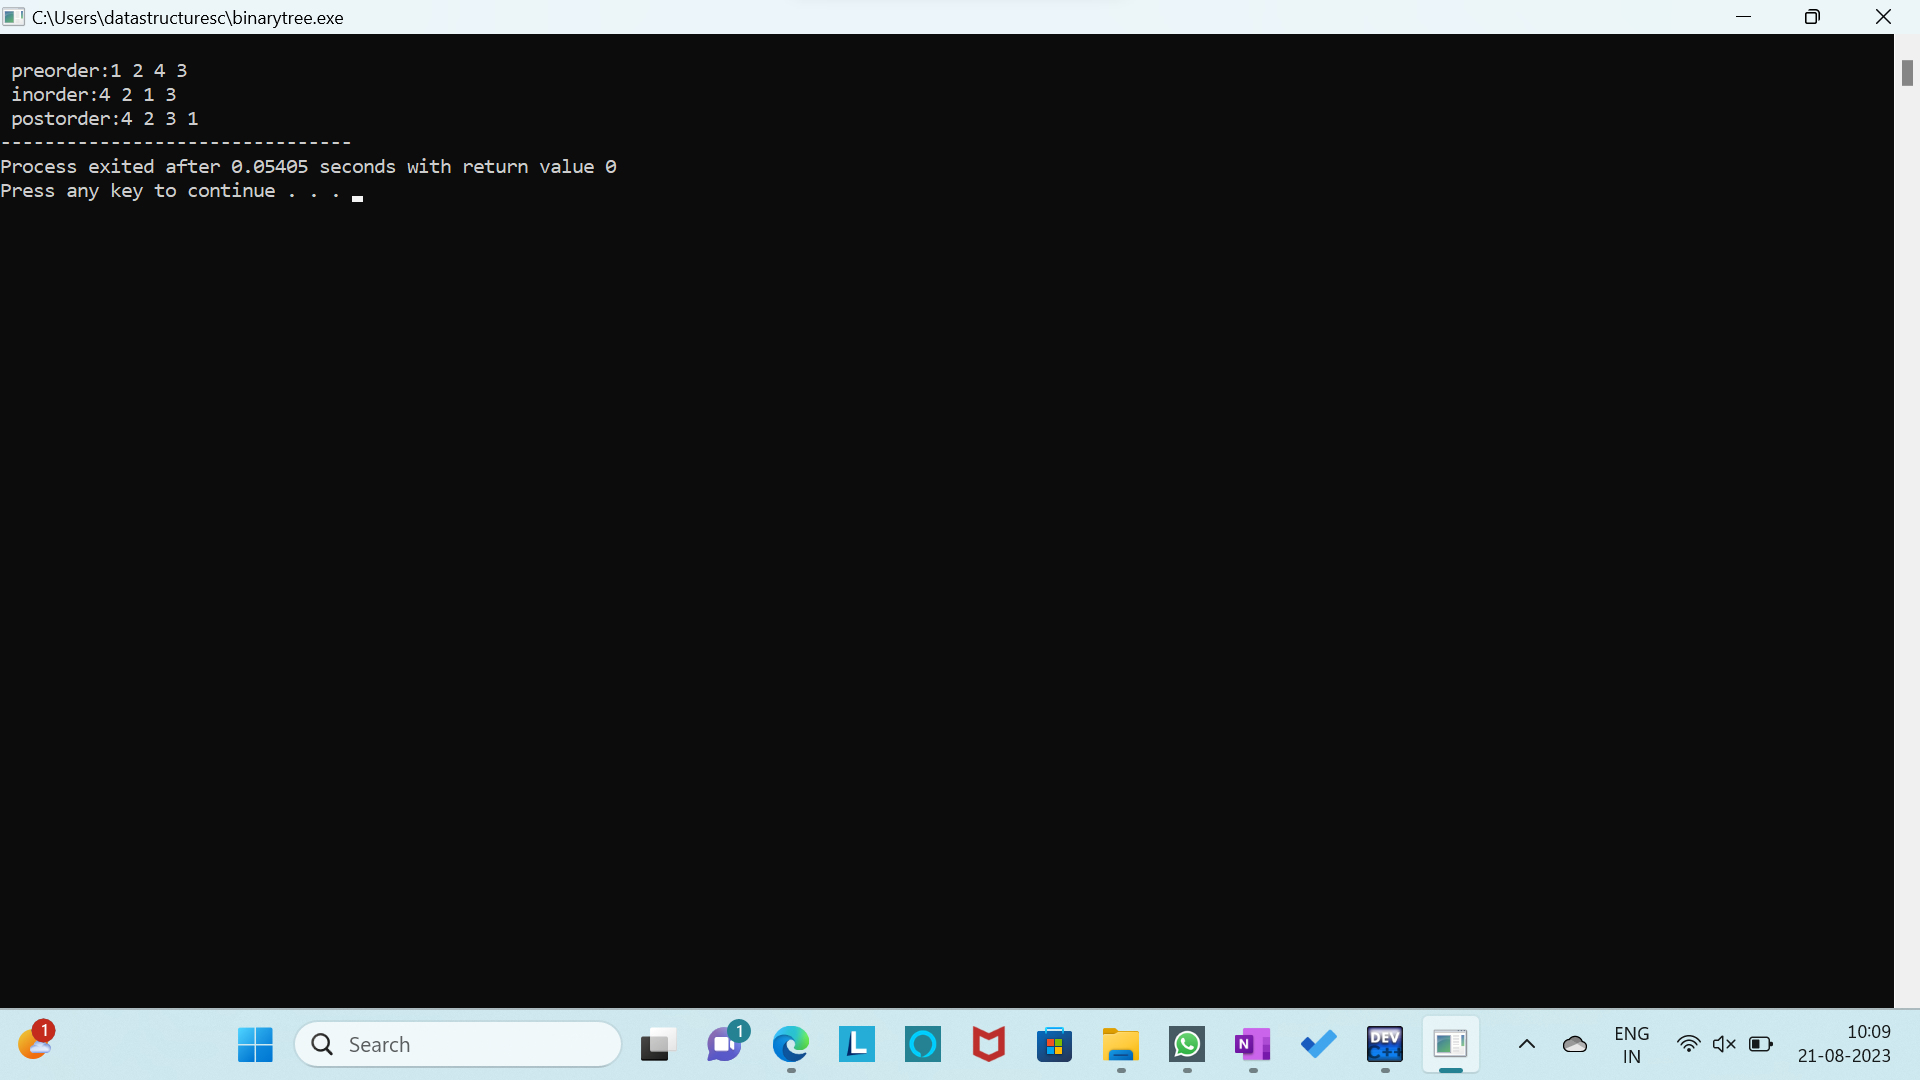 C:\Users\datastructuresc\binarytree.exe
preorder:1 2 4 3
inorder:4 2 1 3
postorder:4 2 3 1
--------------------------------
Process exited after 0.05405 seconds with return value 0
Press any key to continue . . .
1
Search
1
L
N
DEV
C++
ENG
IN
10:09
21-08-2023